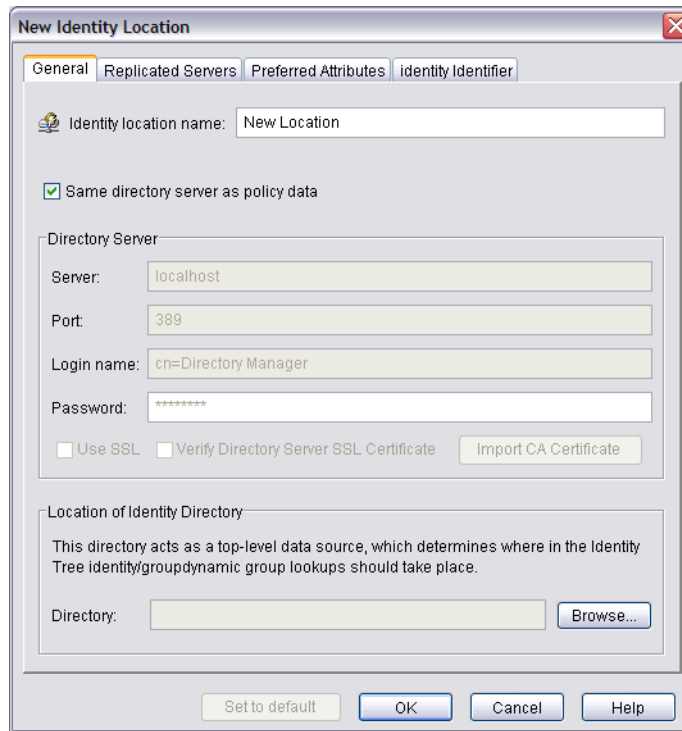 New Identity Location
General Replicated Servers Preferred Attributes identity Identifier
Identity location name: New Location
Same directory server as policy data
Directory Server
Server: localhost
Port: 389
Login name: cn=Directory Manager
Password: ********
Use SSL Verify Directory Server SSL Certificate Import CA Certificate
Location of Identity Directory
This directory acts as a top-level data source, which determines where in the Identity
Tree identity/groupdynamic group lookups should take place.
Directory: Browse...
Set to default OK Cancel Help